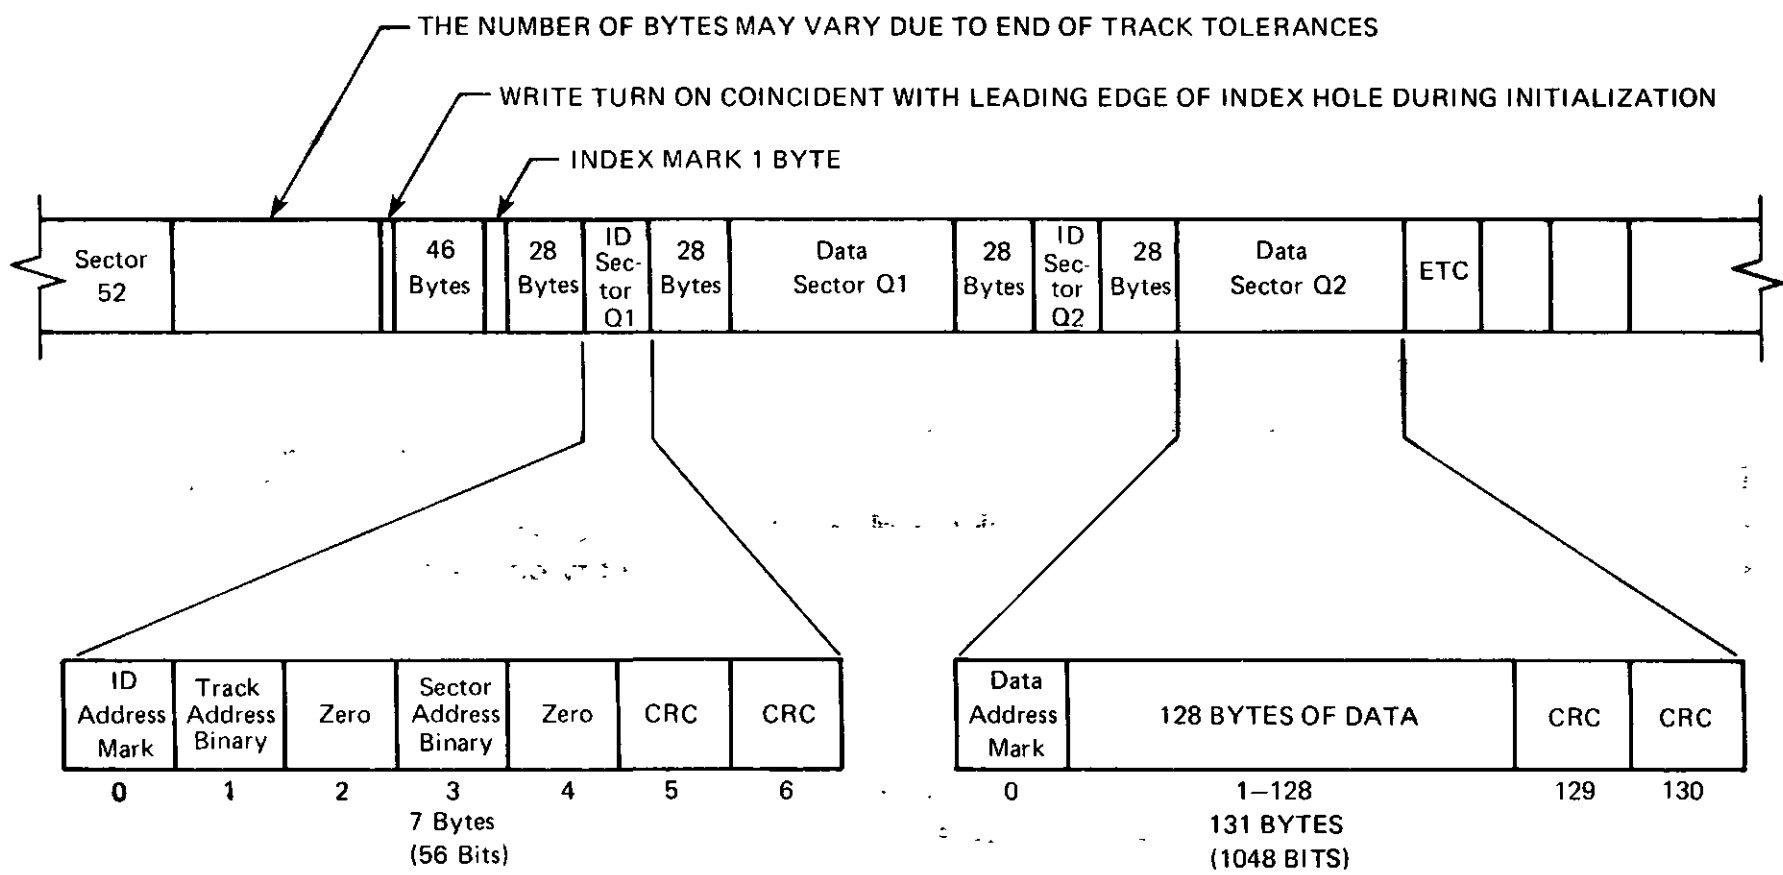 THE NUMBER OF BYTES MAY VARY DUE TO END OF TRACK TOLERANCES
WRITE TURN ON COINCIDENT WITH LEADING EDGE OF INDEX HOLE DURING INITIALIZATION
INDEX MARK 1 BYTE
Sector
52
46
Bytes
28
Bytes
ID
Sec-
tor
Q1
28
Bytes
Data
Sector Q1
28
Bytes
ID
Sec-
tor
Q2
28
Bytes
Data
Sector Q2
ETC
ID
Address
Mark
Track
Address
Binary
Zero
Sector
Address
Binary
Zero
CRC
CRC
0 1 2 3 4 5 6
7 Bytes
(56 Bits)
Data
Address
Mark
128 BYTES OF DATA
CRC
CRC
0 1–128 129 130
131 BYTES
(1048 BITS)